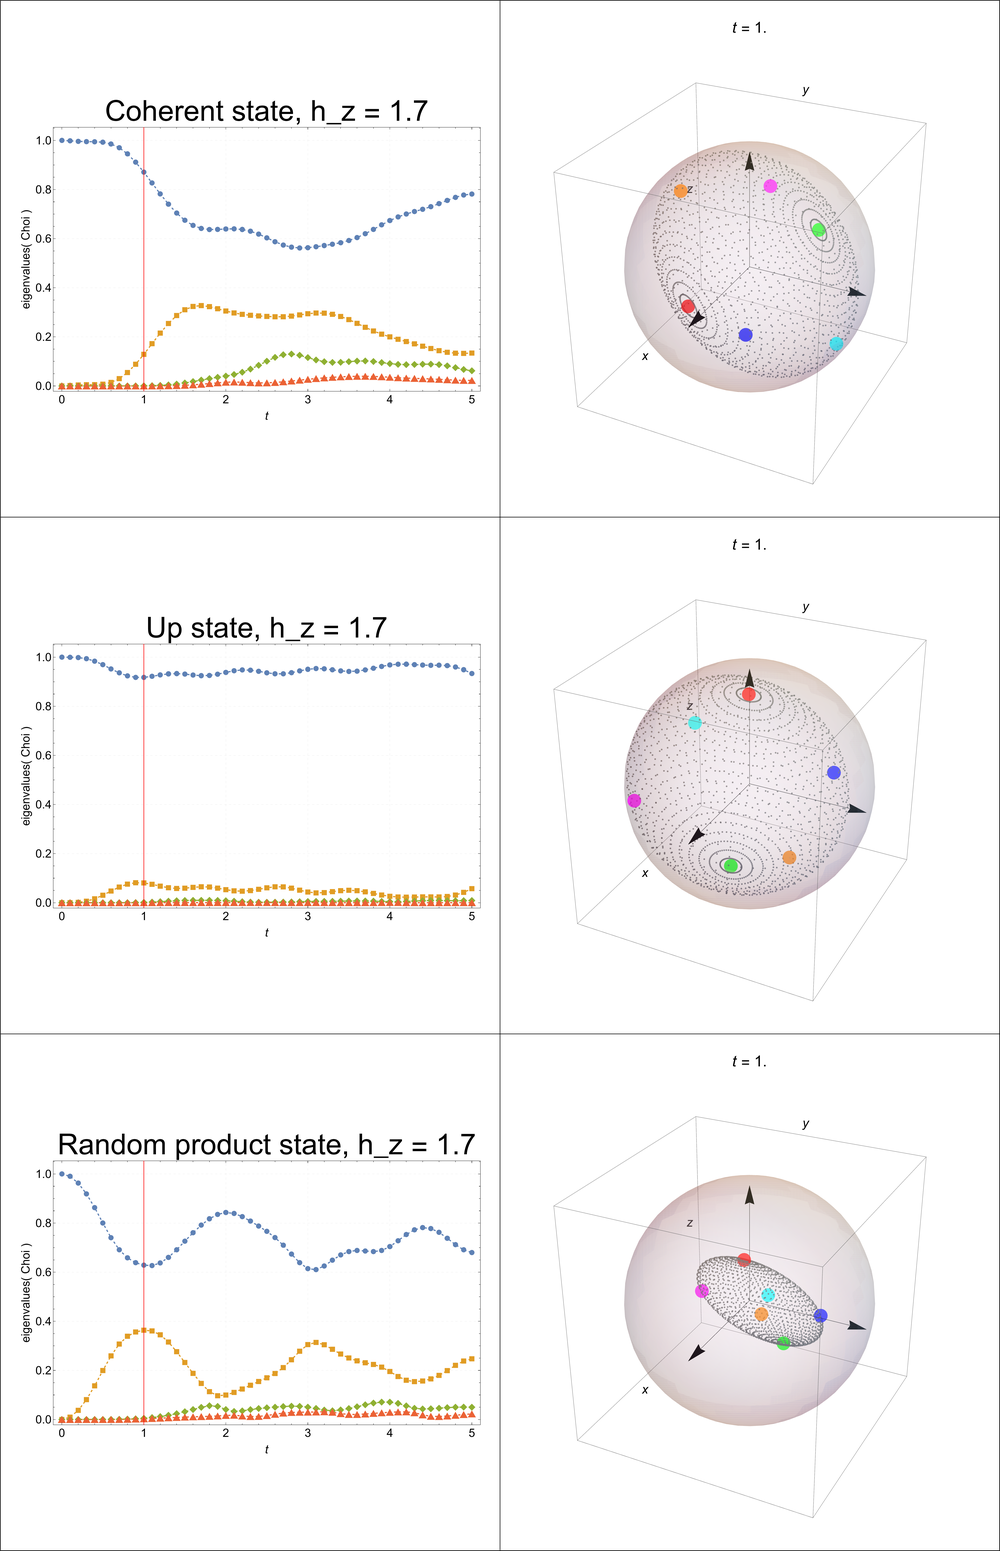 Coherent state, h_z = 1.7
eigenvalues( Choi )
1.0
0.8
0.6
0.4
0.2
0.0
0 1 2 3 4 5
t
t = 1.
y
z
x
Up state, h_z = 1.7
eigenvalues( Choi )
1.0
0.8
0.6
0.4
0.2
0.0
0 1 2 3 4 5
t
t = 1.
y
z
x
Random product state, h_z = 1.7
eigenvalues( Choi )
1.0
0.8
0.6
0.4
0.2
0.0
0 1 2 3 4 5
t
t = 1.
y
z
x